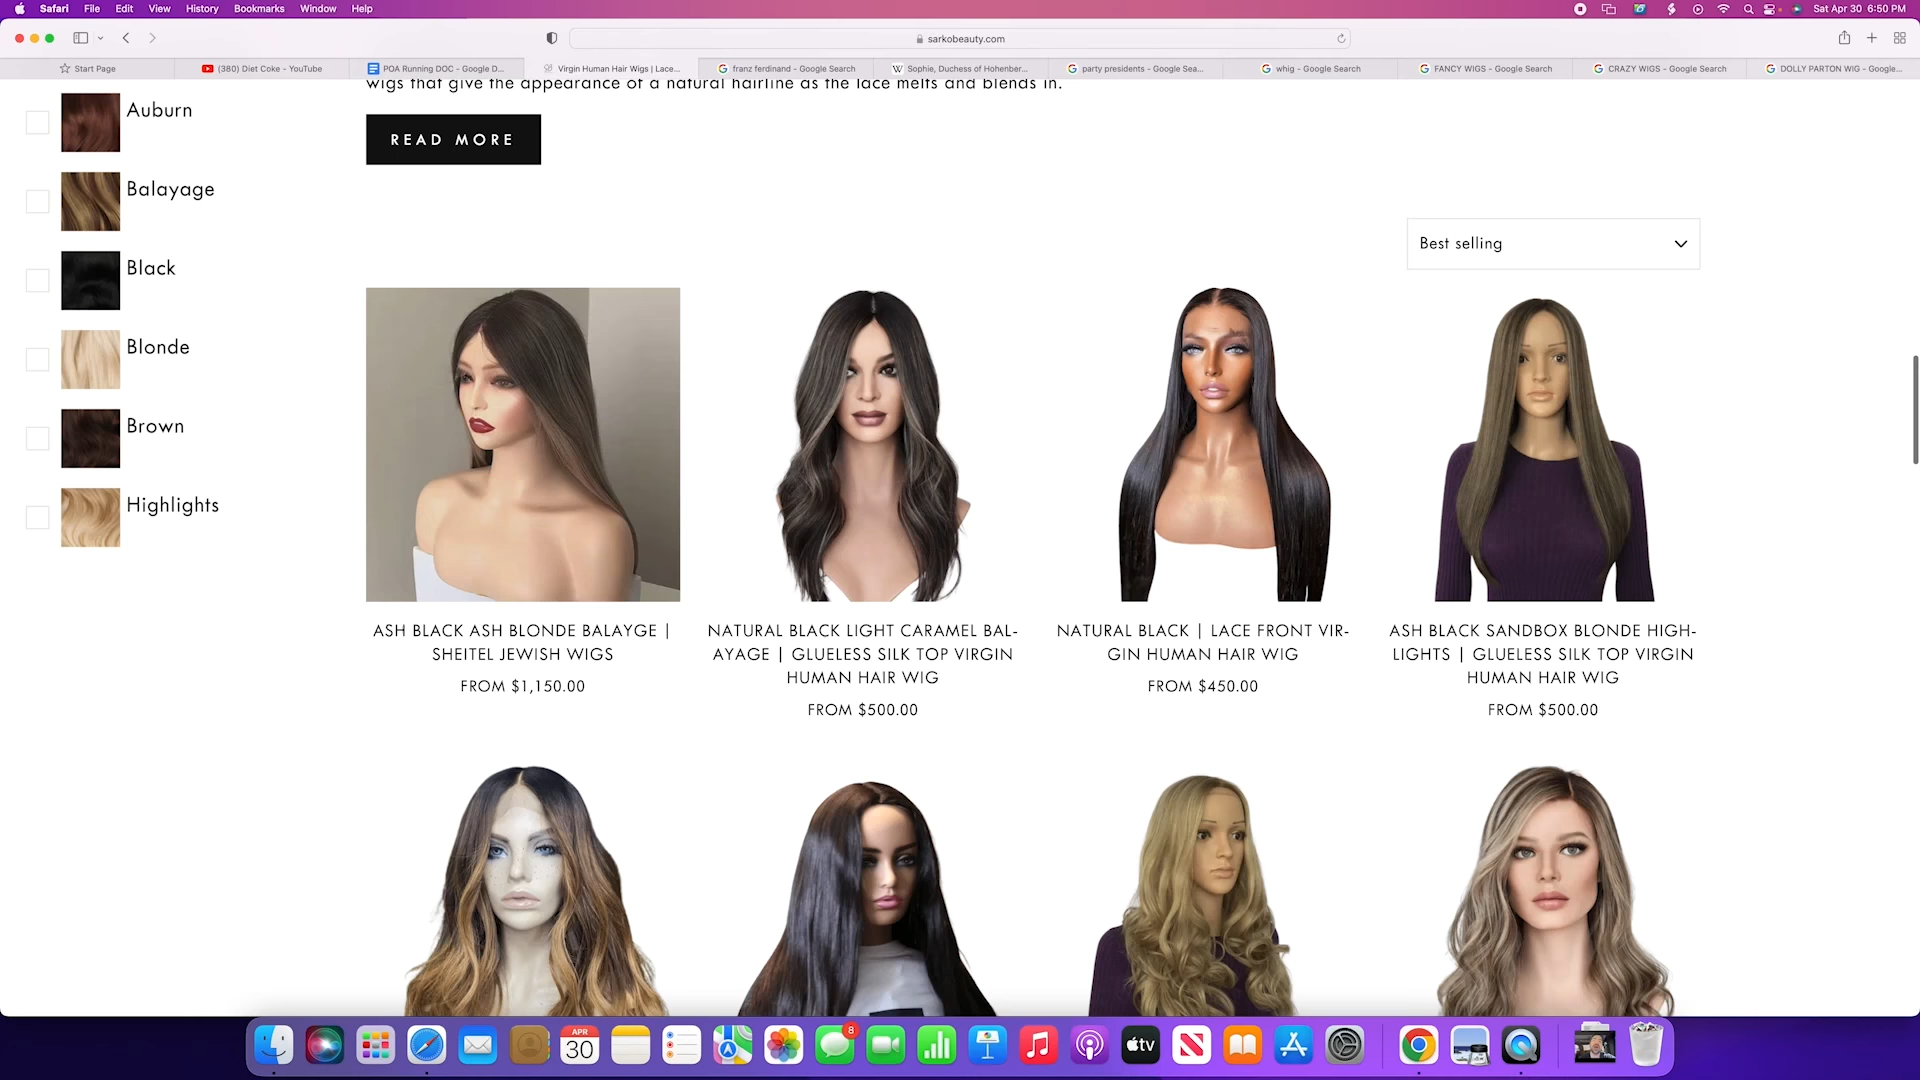 Safari File Edit View History Bookmarks Window Help
Sat Apr 30 6:50 PM
sarkobeauty.com
Start Page
(380) Diet Coke - YouTube
POA Running DOC - Google D...
Virgin Human Hair Wigs | Lace...
franz ferdinand - Google Search
Sophie, Duchess of Hohenber...
party presidents - Google Sea...
whig - Google Search
FANCY WIGS - Google Search
CRAZY WIGS - Google Search
DOLLY PARTON WIG - Google...
wigs that give the appearance of a natural hairline as the lace melts and blends in.
READ MORE
Auburn
Balayage
Black
Blonde
Brown
Highlights
Best selling
ASH BLACK ASH BLONDE BALAYGE |
SHEITEL JEWISH WIGS
FROM $1,150.00
NATURAL BLACK LIGHT CARAMEL BAL-
AYAGE | GLUELESS SILK TOP VIRGIN
HUMAN HAIR WIG
FROM $500.00
NATURAL BLACK | LACE FRONT VIR-
GIN HUMAN HAIR WIG
FROM $450.00
ASH BLACK SANDBOX BLONDE HIGH-
LIGHTS | GLUELESS SILK TOP VIRGIN
HUMAN HAIR WIG
FROM $500.00
APR
30
8
tv